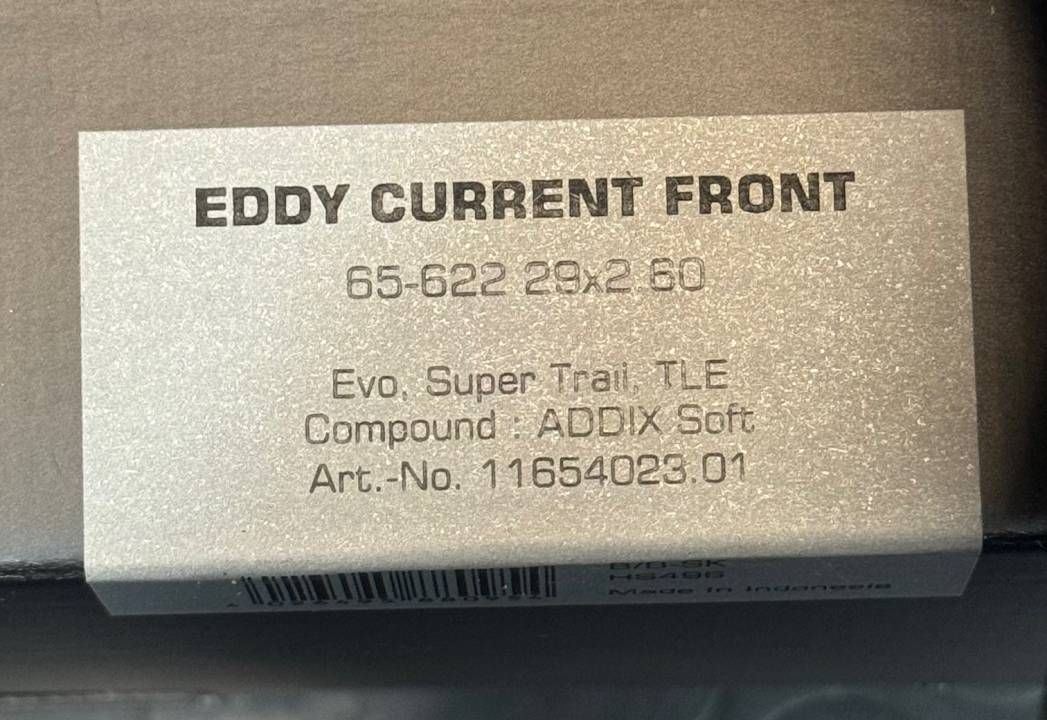 EDDY CURRENT FRONT
65-622 29x2.60
Evo, Super Trail, TLE
Compound : ADDIX Soft
Art.-No. 11654023.01
B/B-SK
HS496
Made in Indonesia